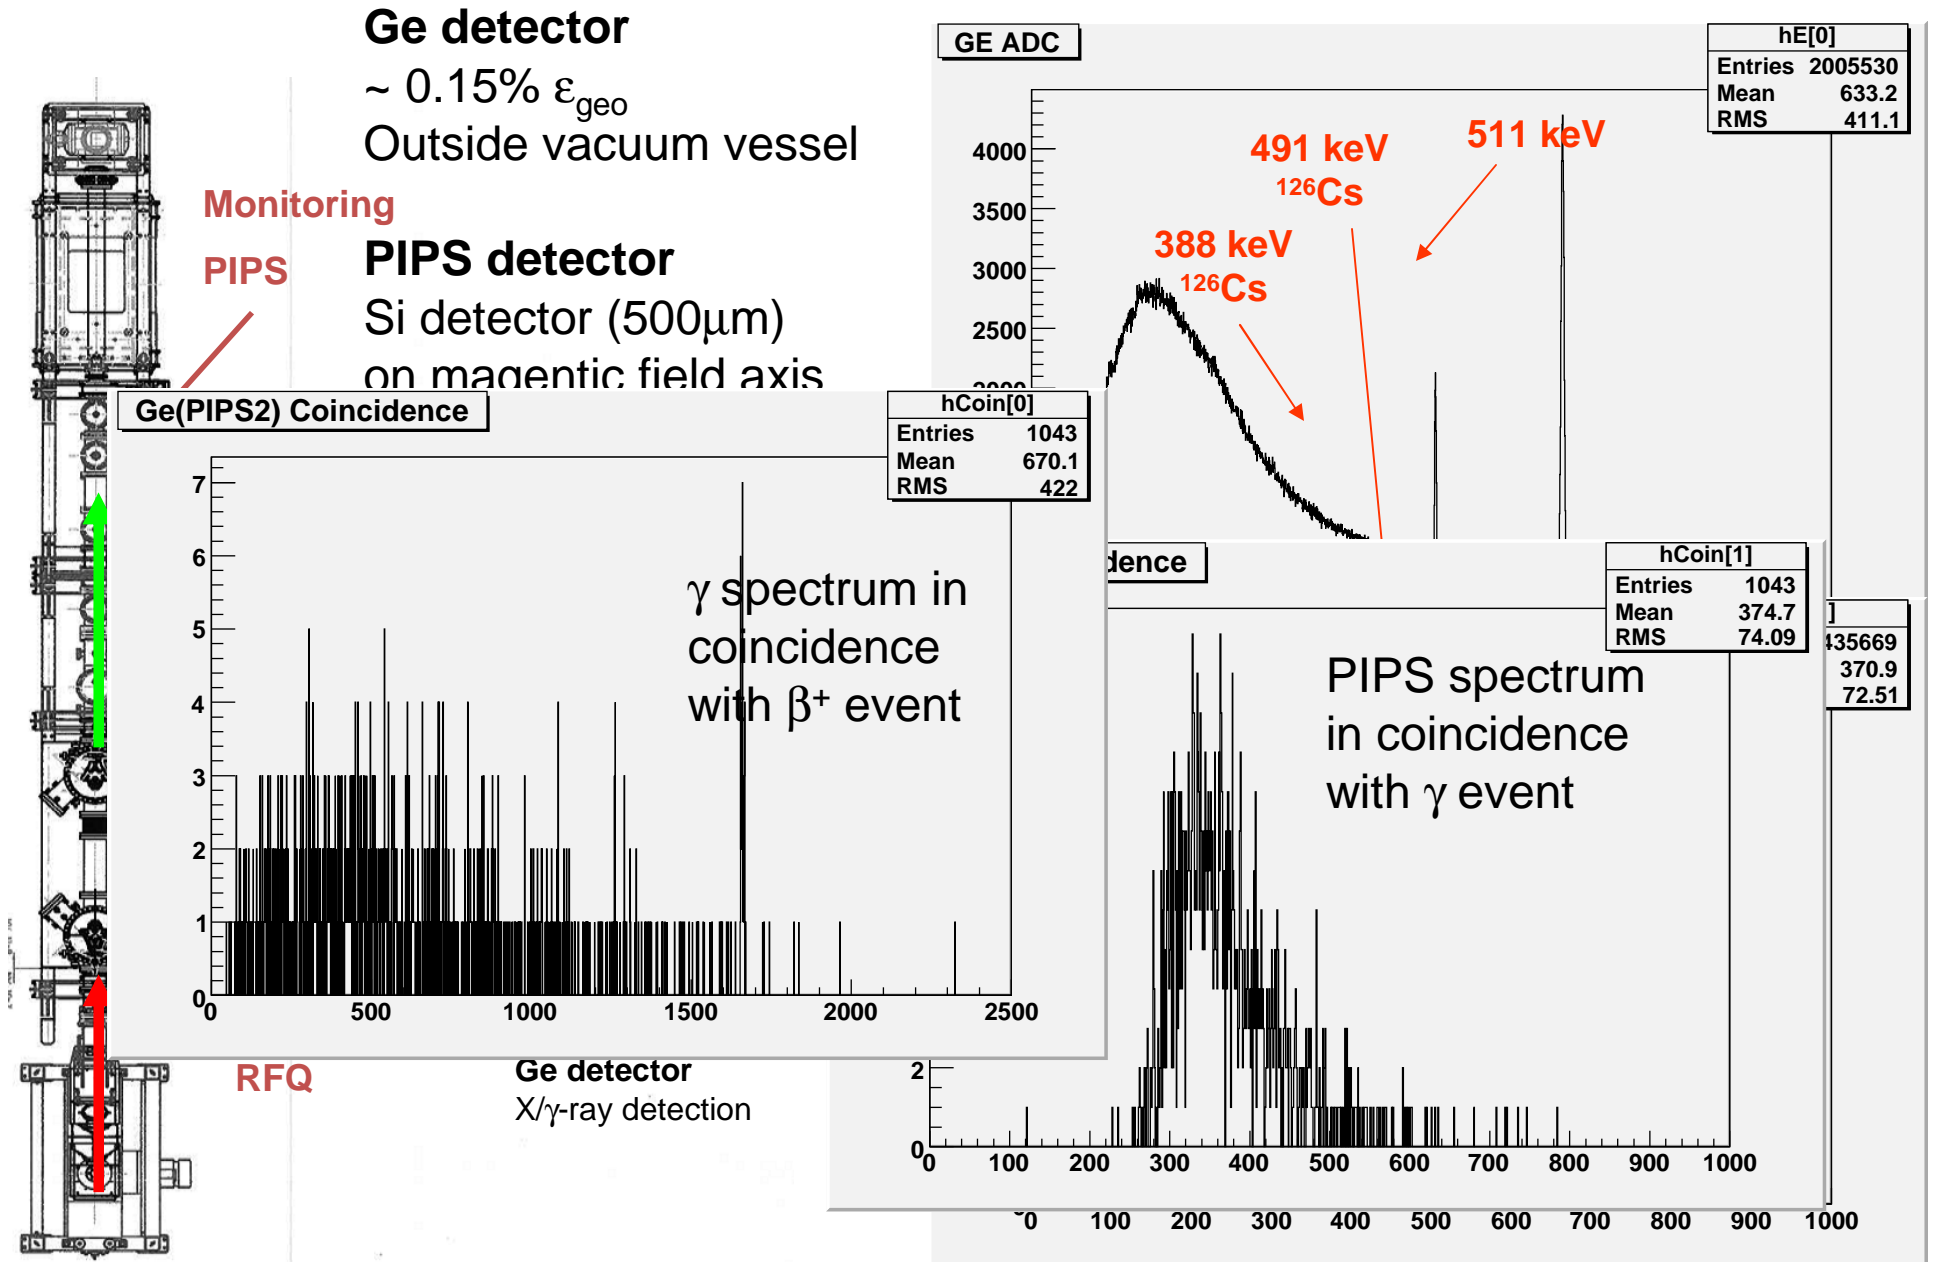 Ge detector
~ 0.15% εgeo
Outside vacuum vessel
Monitoring
PIPS
PIPS detector
Si detector (500μm)
on magentic field axis
GE ADC
hE[0]
Entries 2005530
Mean 633.2
RMS 411.1
4000
3500
3000
2500
2000
388 keV
126Cs
491 keV
126Cs
511 keV
Ge(PIPS2) Coincidence
hCoin[0]
Entries 1043
Mean 670.1
RMS 422
γ spectrum in
coincidence
with β+ event
7
6
5
4
3
2
1
0
0 500 1000 1500 2000 2500
dence
hCoin[1]
Entries 1043
Mean 374.7
RMS 74.09
PIPS spectrum
in coincidence
with γ event
2
0
0 100 200 300 400 500 600 700 800 900 1000
]
435669
370.9
72.51
0 100 200 300 400 500 600 700 800 900 1000
RFQ
Ge detector
X/γ-ray detection